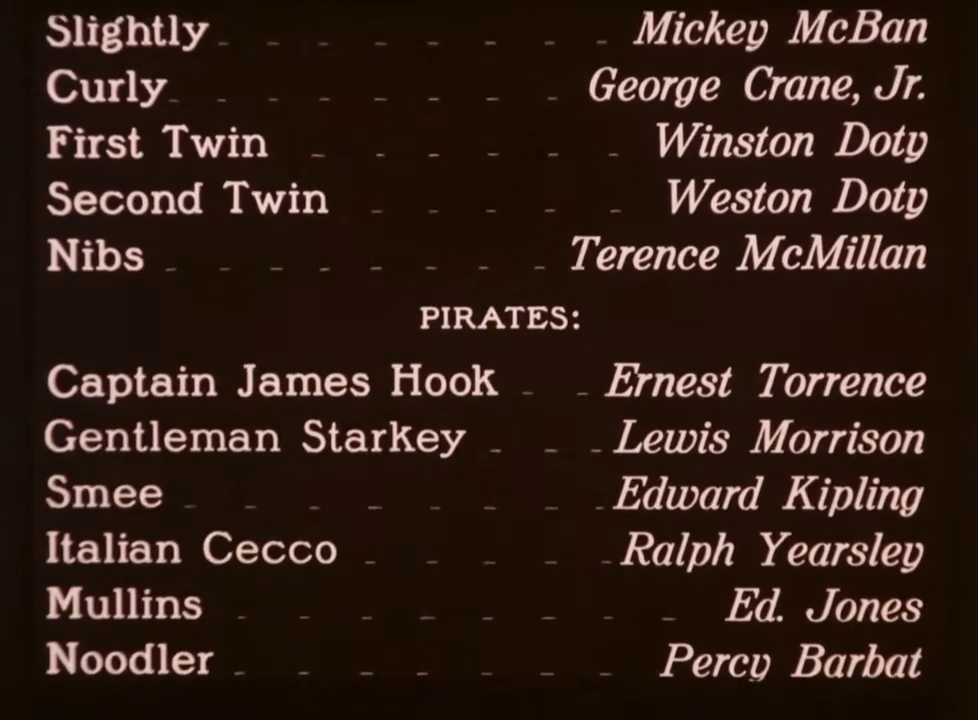 Slightly - - - - - - - - Mickey McBan
Curly - - - - - - - - George Crane, Jr.
First Twin - - - - - - Winston Doty
Second Twin - - - - - Weston Doty
Nibs - - - - - - - - Terence McMillan
PIRATES:
Captain James Hook - - Ernest Torrence
Gentleman Starkey - - - Lewis Morrison
Smee - - - - - - - - Edward Kipling
Italian Cecco - - - - - Ralph Yearsley
Mullins - - - - - - - - Ed. Jones
Noodler - - - - - - - Percy Barbat